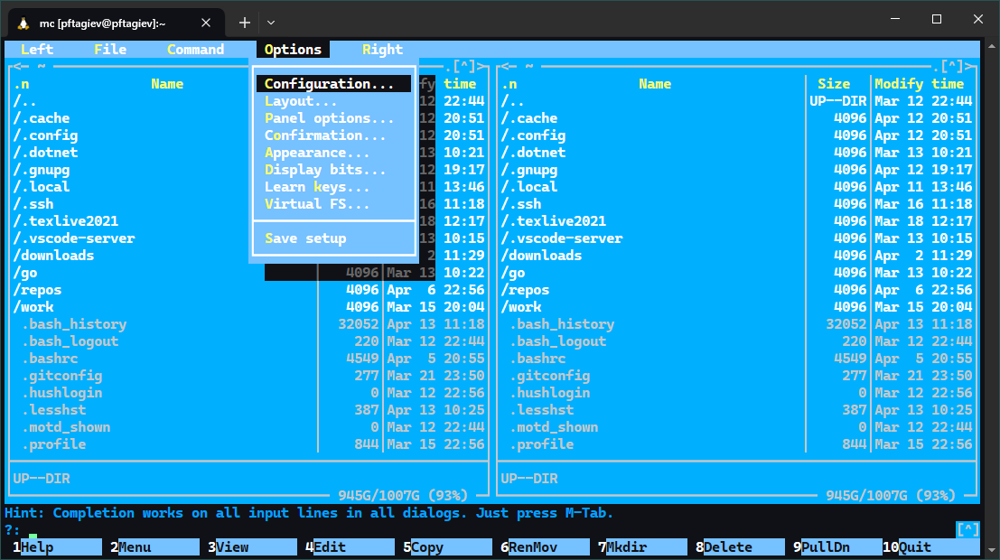 mc [pftagiev@pftagiev]:~
Left File Command Options Right
<- ~ .[^]> <- ~ .[^]>
.n Name fy time .n Name Size Modify time
/.. 12 22:44 /.. UP--DIR Mar 12 22:44
/.cache 12 20:51 /.cache 4096 Apr 12 20:51
/.config 12 20:51 /.config 4096 Apr 12 20:51
/.dotnet 13 10:21 /.dotnet 4096 Mar 13 10:21
/.gnupg 12 19:17 /.gnupg 4096 Apr 12 19:17
/.local 11 13:46 /.local 4096 Apr 11 13:46
/.ssh 16 11:18 /.ssh 4096 Mar 16 11:18
/.texlive2021 18 12:17 /.texlive2021 4096 Mar 18 12:17
/.vscode-server 13 10:15 /.vscode-server 4096 Mar 13 10:15
/downloads 2 11:29 /downloads 4096 Apr 2 11:29
/go 4096 Mar 13 10:22 /go 4096 Mar 13 10:22
/repos 4096 Apr 6 22:56 /repos 4096 Apr 6 22:56
/work 4096 Mar 15 20:04 /work 4096 Mar 15 20:04
.bash_history 32052 Apr 13 11:18 .bash_history 32052 Apr 13 11:18
.bash_logout 220 Mar 12 22:44 .bash_logout 220 Mar 12 22:44
.bashrc 4549 Apr 5 20:55 .bashrc 4549 Apr 5 20:55
.gitconfig 277 Mar 21 23:50 .gitconfig 277 Mar 21 23:50
.hushlogin 0 Mar 12 22:56 .hushlogin 0 Mar 12 22:56
.lesshst 387 Apr 13 10:25 .lesshst 387 Apr 13 10:25
.motd_shown 0 Mar 12 22:44 .motd_shown 0 Mar 12 22:44
.profile 844 Mar 15 22:56 .profile 844 Mar 15 22:56
UP--DIR UP--DIR
945G/1007G (93%) 945G/1007G (93%)
Configuration...
Layout...
Panel options...
Confirmation...
Appearance...
Display bits...
Learn keys...
Virtual FS...
Save setup
Hint: Completion works on all input lines in all dialogs. Just press M-Tab.
?: [^]
1Help 2Menu 3View 4Edit 5Copy 6RenMov 7Mkdir 8Delete 9PullDn 10Quit